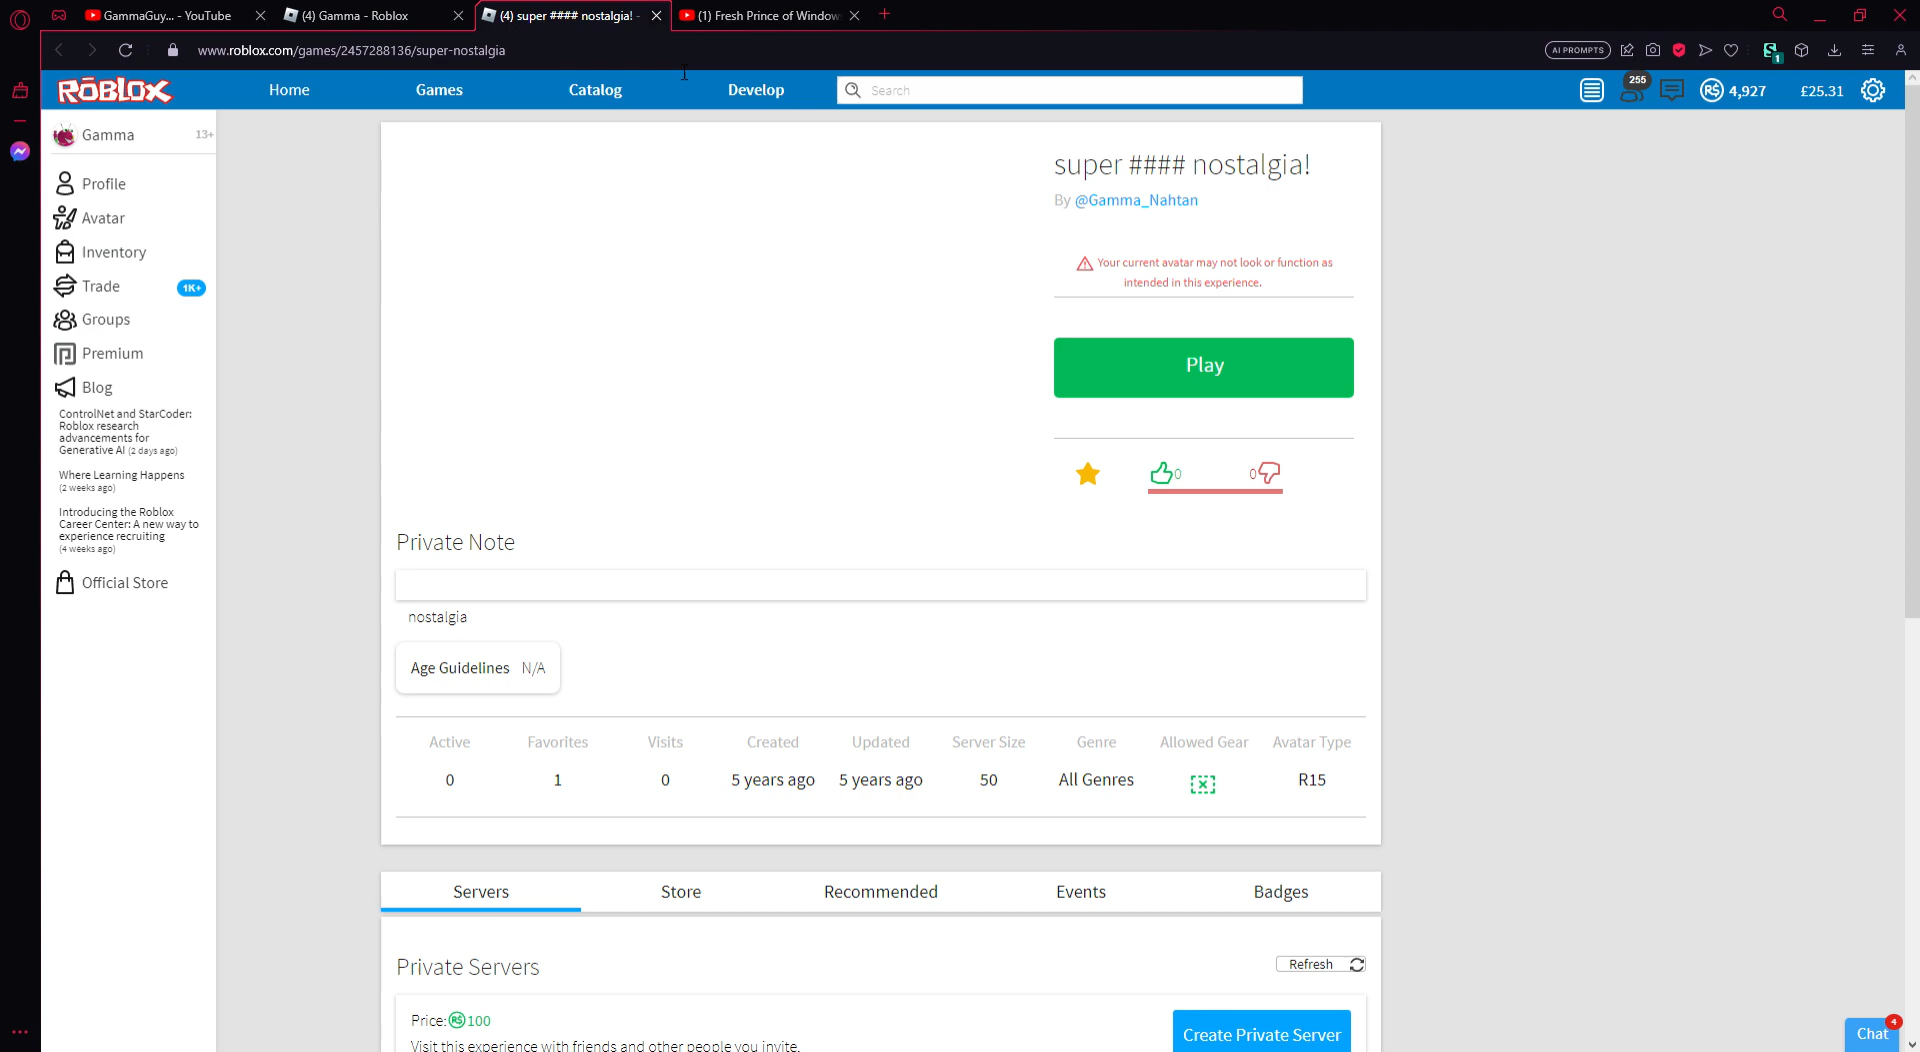 GammaGuy... - YouTube
(4) Gamma - Roblox
(4) super #### nostalgia! -
(1) Fresh Prince of Window
www.roblox.com/games/2457288136/super-nostalgia
AI PROMPTS
1
ROBLOX
Home
Games
Catalog
Develop
Search
255
R$ 4,927
£25.31
Gamma
13+
Profile
Avatar
Inventory
Trade
1K+
Groups
Premium
Blog
ControlNet and StarCoder:
Roblox research
advancements for
Generative AI (2 days ago)
Where Learning Happens
(2 weeks ago)
Introducing the Roblox
Career Center: A new way to
experience recruiting
(4 weeks ago)
Official Store
super #### nostalgia!
By @Gamma_Nahtan
Your current avatar may not look or function as
intended in this experience.
Play
0
0
Private Note
nostalgia
Age Guidelines N/A
Active Favorites Visits Created Updated Server Size Genre Allowed Gear Avatar Type
0 1 0 5 years ago 5 years ago 50 All Genres R15
Servers Store Recommended Events Badges
Private Servers
Refresh
Price: R$ 100
Create Private Server
Visit this experience with friends and other people you invite.
Chat
4